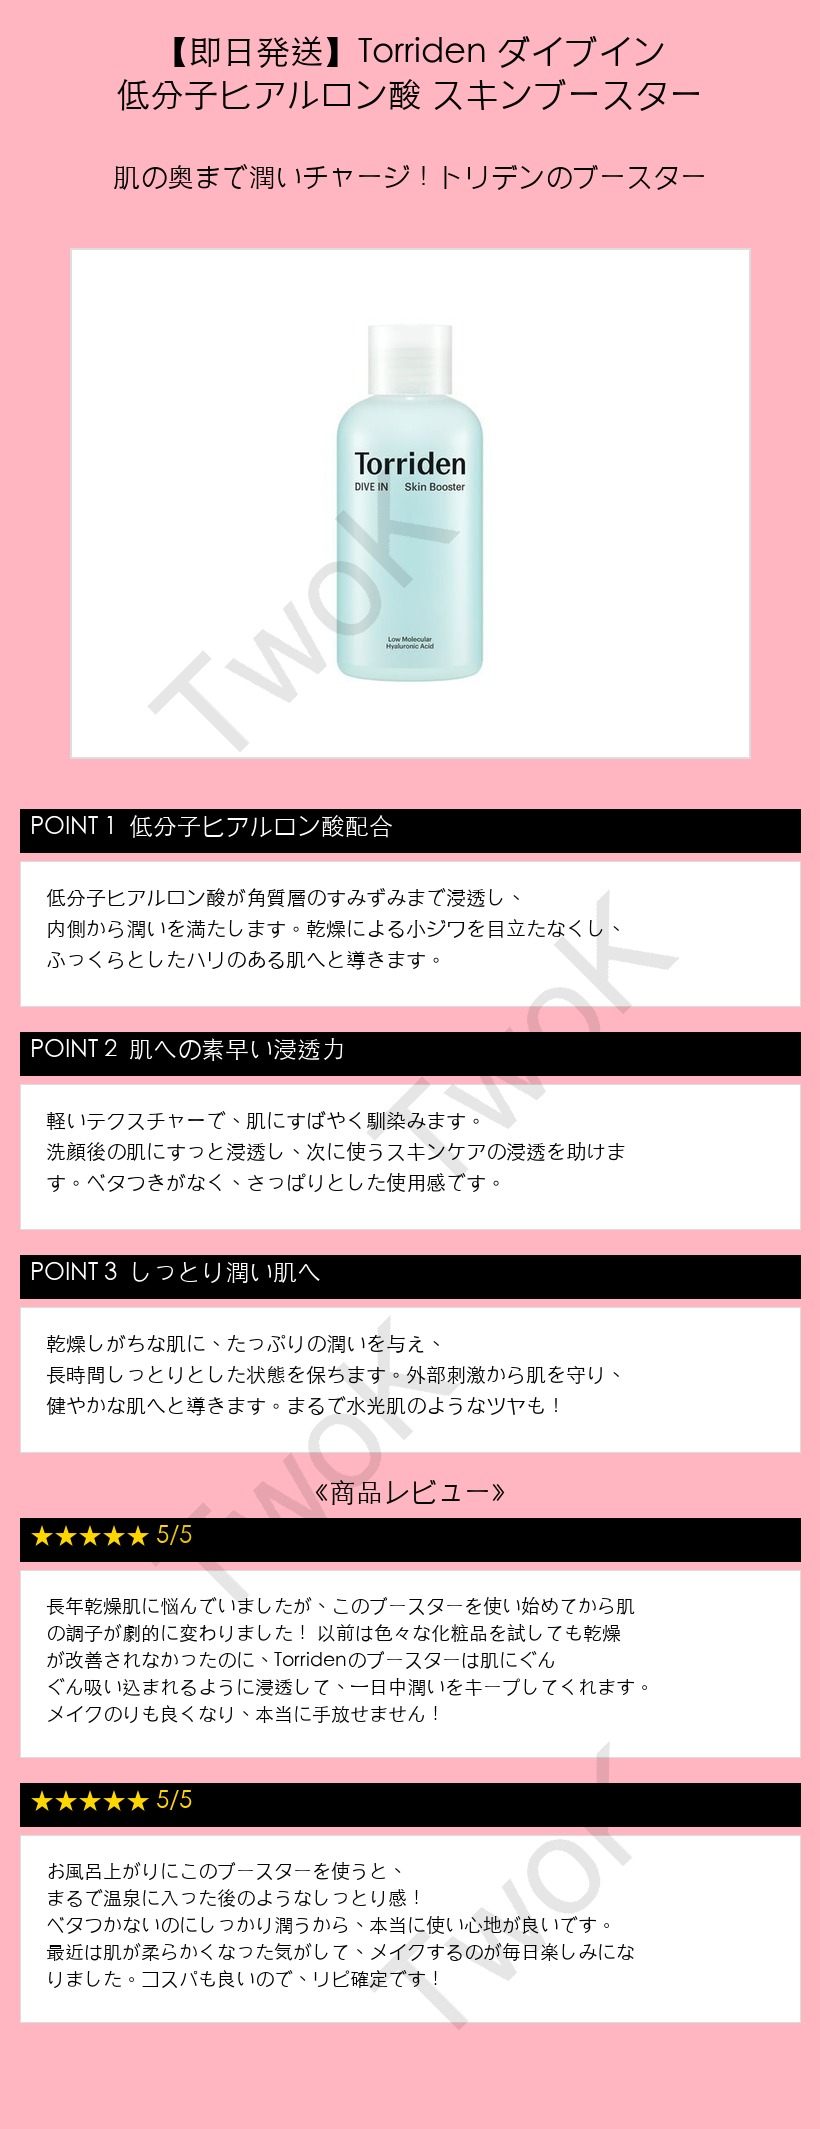 【即日発送】Torriden ダイブイン
低分子ヒアルロン酸 スキンブースター
肌の奥まで潤いチャージ！トリデンのブースター
Torriden
DIVE IN Skin Booster
Low Molecular
Hyaluronic Acid
TwoK
POINT 1 低分子ヒアルロン酸配合
低分子ヒアルロン酸が角質層のすみずみまで浸透し、
内側から潤いを満たします。乾燥による小ジワを目立たなくし、
ふっくらとしたハリのある肌へと導きます。
TwoK
POINT 2 肌への素早い浸透力
軽いテクスチャーで、肌にすばやく馴染みます。
洗顔後の肌にすっと浸透し、次に使うスキンケアの浸透を助けま
す。ベタつきがなく、さっぱりとした使用感です。
POINT 3 しっとり潤い肌へ
乾燥しがちな肌に、たっぷりの潤いを与え、
長時間しっとりとした状態を保ちます。外部刺激から肌を守り、
健やかな肌へと導きます。まるで水光肌のようなツヤも！
TwoK
《商品レビュー》
★★★★★ 5/5
長年乾燥肌に悩んでいましたが、このブースターを使い始めてから肌
の調子が劇的に変わりました！ 以前は色々な化粧品を試しても乾燥
が改善されなかったのに、Torridenのブースターは肌にぐん
ぐん吸い込まれるように浸透して、一日中潤いをキープしてくれます。
メイクのりも良くなり、本当に手放せません！
★★★★★ 5/5
お風呂上がりにこのブースターを使うと、
まるで温泉に入った後のようなしっとり感！
ベタつかないのにしっかり潤うから、本当に使い心地が良いです。
最近は肌が柔らかくなった気がして、メイクするのが毎日楽しみにな
りました。コスパも良いので、リピ確定です！
TwoK